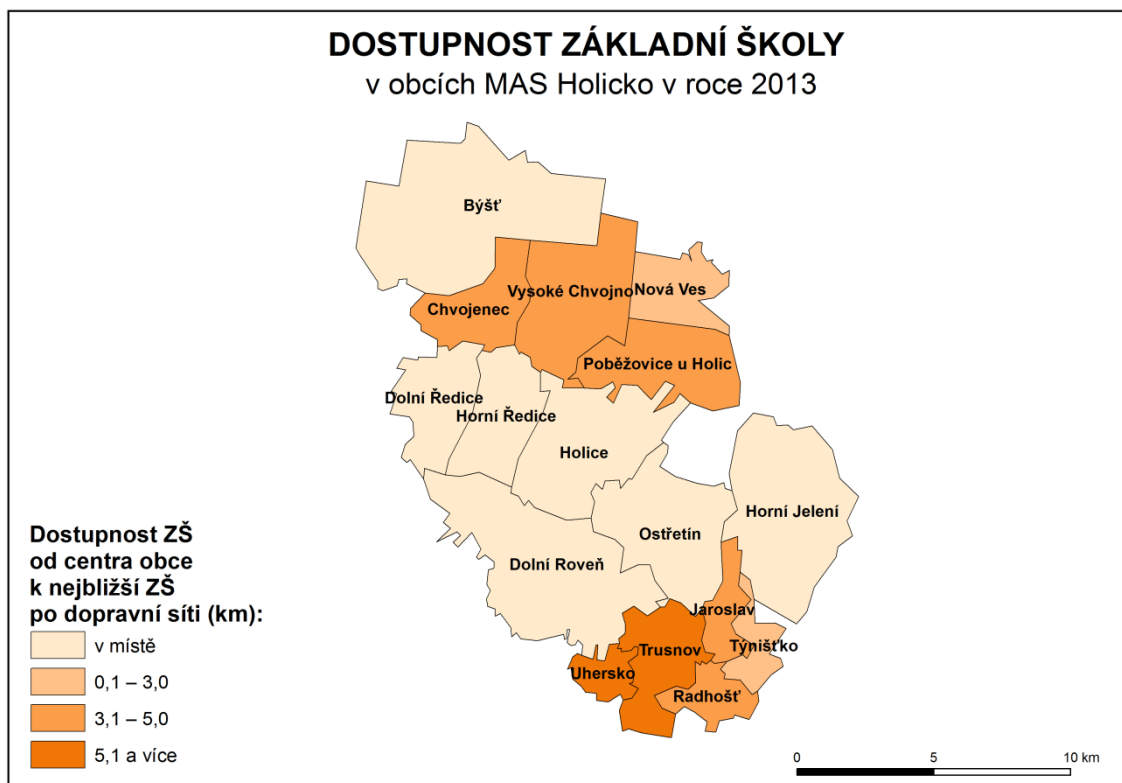 DOSTUPNOST ZÁKLADNÍ ŠKOLY
v obcích MAS Holicko v roce 2013
Býšť
Vysoké Chvojno
Nová Ves
Chvojenec
Poběžovice u Holic
Dolní Ředice
Horní Ředice
Holice
Horní Jelení
Ostřetín
Dolní Roveň
Jaroslav
Týnišťko
Trusnov
Uhersko
Radhošť
Dostupnost ZŠ
od centra obce
k nejbližší ZŠ
po dopravní síti (km):
v místě
0,1 – 3,0
3,1 – 5,0
5,1 a více
0 5 10 km